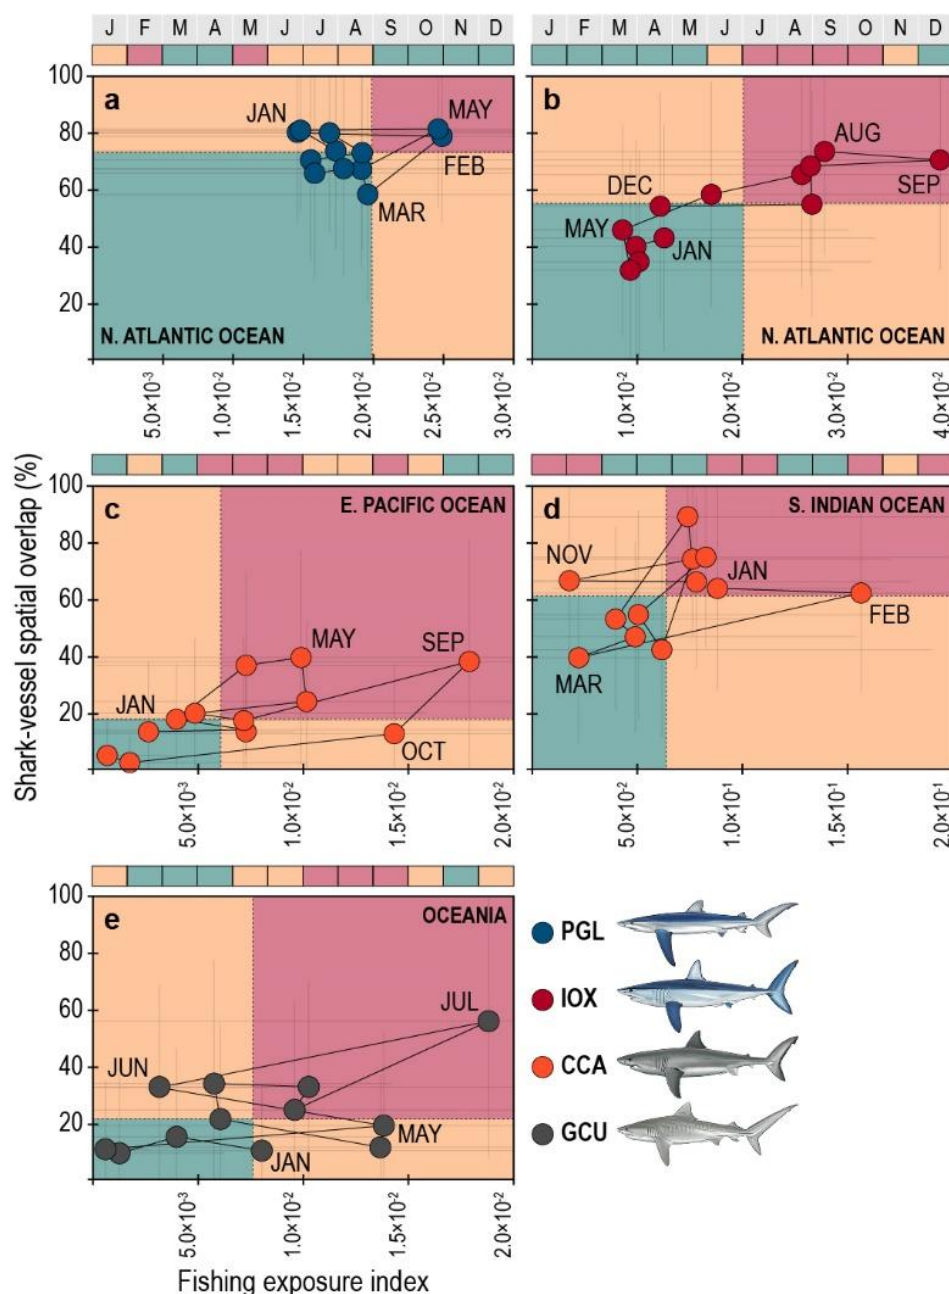 J F M A M J J A S O N D
J F M A M J J A S O N D
100
80
60
40
20
a
JAN
MAY
FEB
MAR
N. ATLANTIC OCEAN
5.0×10⁻³
1.0×10⁻²
1.5×10⁻²
2.0×10⁻²
2.5×10⁻²
3.0×10⁻²
b
AUG
DEC
SEP
MAY
JAN
N. ATLANTIC OCEAN
1.0×10⁻²
2.0×10⁻²
3.0×10⁻²
4.0×10⁻²
Shark-vessel spatial overlap (%)
100
80
60
40
20
c
E. PACIFIC OCEAN
MAY
SEP
JAN
OCT
5.0×10⁻³
1.0×10⁻²
1.5×10⁻²
2.0×10⁻²
d
S. INDIAN OCEAN
NOV
JAN
FEB
MAR
5.0×10⁻²
1.0×10⁻¹
1.5×10⁻¹
2.0×10⁻¹
100
80
60
40
20
e
OCEANIA
JUL
JUN
MAY
JAN
5.0×10⁻³
1.0×10⁻²
1.5×10⁻²
2.0×10⁻²
Fishing exposure index
PGL
IOX
CCA
GCU